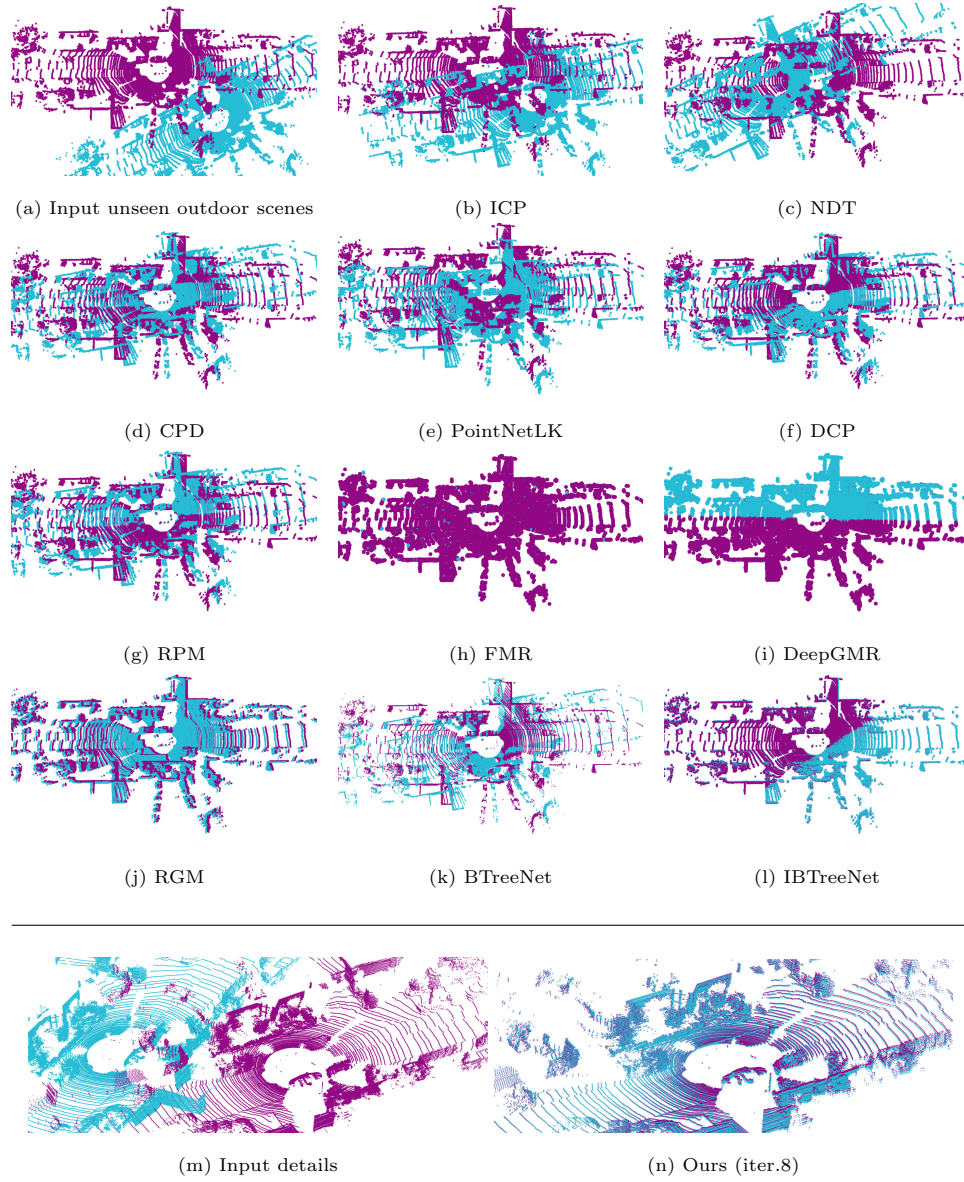 (a) Input unseen outdoor scenes
(b) ICP
(c) NDT
(d) CPD
(e) PointNetLK
(f) DCP
(g) RPM
(h) FMR
(i) DeepGMR
(j) RGM
(k) BTreeNet
(l) IBTreeNet
(m) Input details
(n) Ours (iter.8)